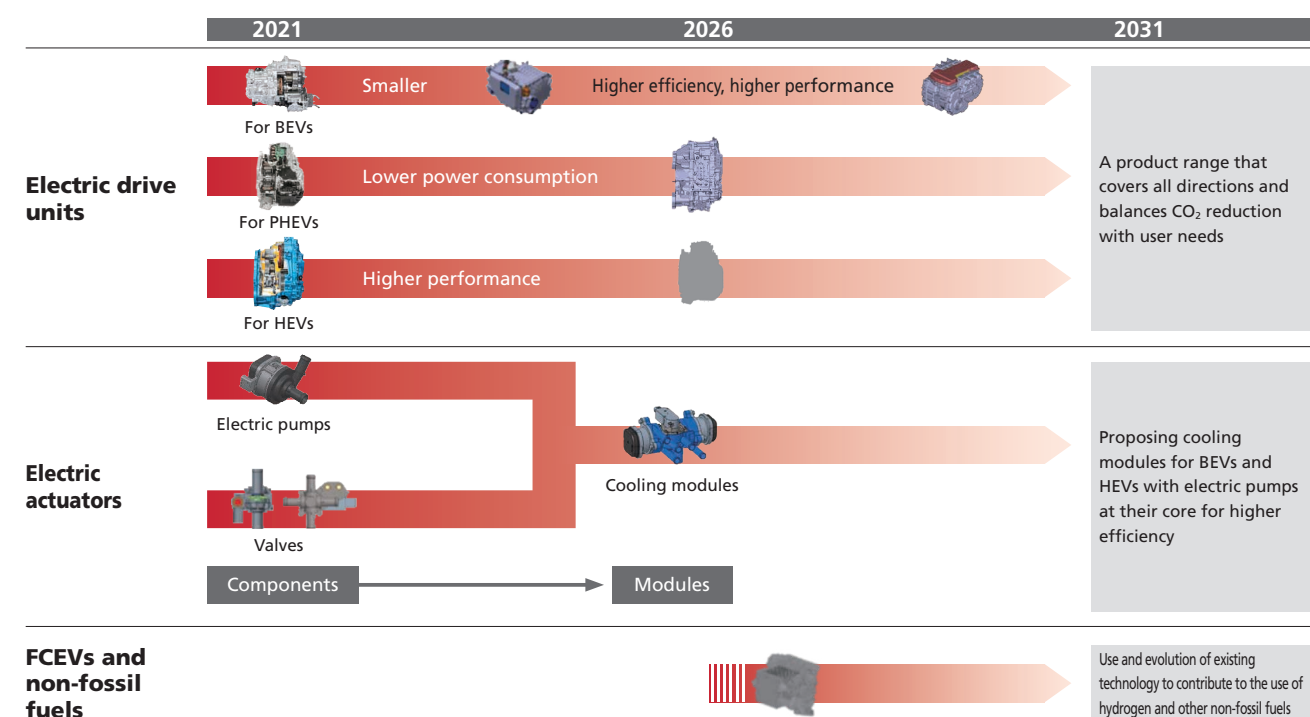 2021 2026 2031
Smaller Higher efficiency, higher performance
For BEVs
Electric drive
units
Lower power consumption
For PHEVs
Higher performance
For HEVs
A product range that
covers all directions and
balances CO₂ reduction
with user needs
Electric pumps
Electric
actuators
Cooling modules
Valves
Components Modules
Proposing cooling
modules for BEVs and
HEVs with electric pumps
at their core for higher
efficiency
FCEVs and
non-fossil
fuels
Use and evolution of existing
technology to contribute to the use of
hydrogen and other non-fossil fuels